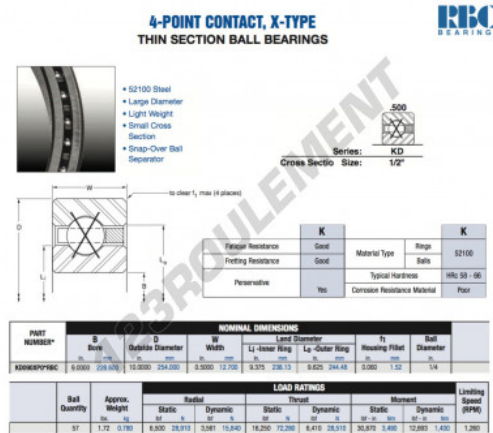 4-POINT CONTACT, X-TYPE
THIN SECTION BALL BEARINGS
RBC
BEARINGS
• 52100 Steel
• Large Diameter
• Light Weight
• Small Cross
Section
• Snap-Over Ball
Separator
.500
Series: KD
Cross Sectio Size: 1/2"
W
to clear f₁ max (4 places)
D
B
K K
Fatigue Resistance Good Material Type Rings 52100
Fretting Resistance Good Balls
Perservative Yes Typical Hardness HRc 58 - 66
Corrosion Resistance Material Poor
123ROULEMENT
PART
NUMBER*
NOMINAL DIMENSIONS
B
Bore
D
Outside Diameter
W
Width
Land Diameter
L₁ -Inner Ring L₂ -Outer Ring
f₁
Housing Fillet
Ball
Diameter
in. mm in. mm in. mm in. mm in. mm in. mm in.
KD090XP0*RBC 9.0000 228.600 10.0000 254.000 0.5000 12.700 9.375 238.13 9.625 244.48 0.060 1.52 1/4
Ball
Quantity
Approx.
Weight
LOAD RATINGS
Limiting
Speed
(RPM)
Radial Thrust Moment
Static Dynamic Static Dynamic Static Dynamic
lbs. kg lbf N lbf N lbf N lbf N lbf - in Nm lbf - in Nm
57 1.72 0.780 6,500 28,910 3,561 15,840 16,250 72,280 6,410 28,510 30,870 3,490 12,693 1,430 1,280